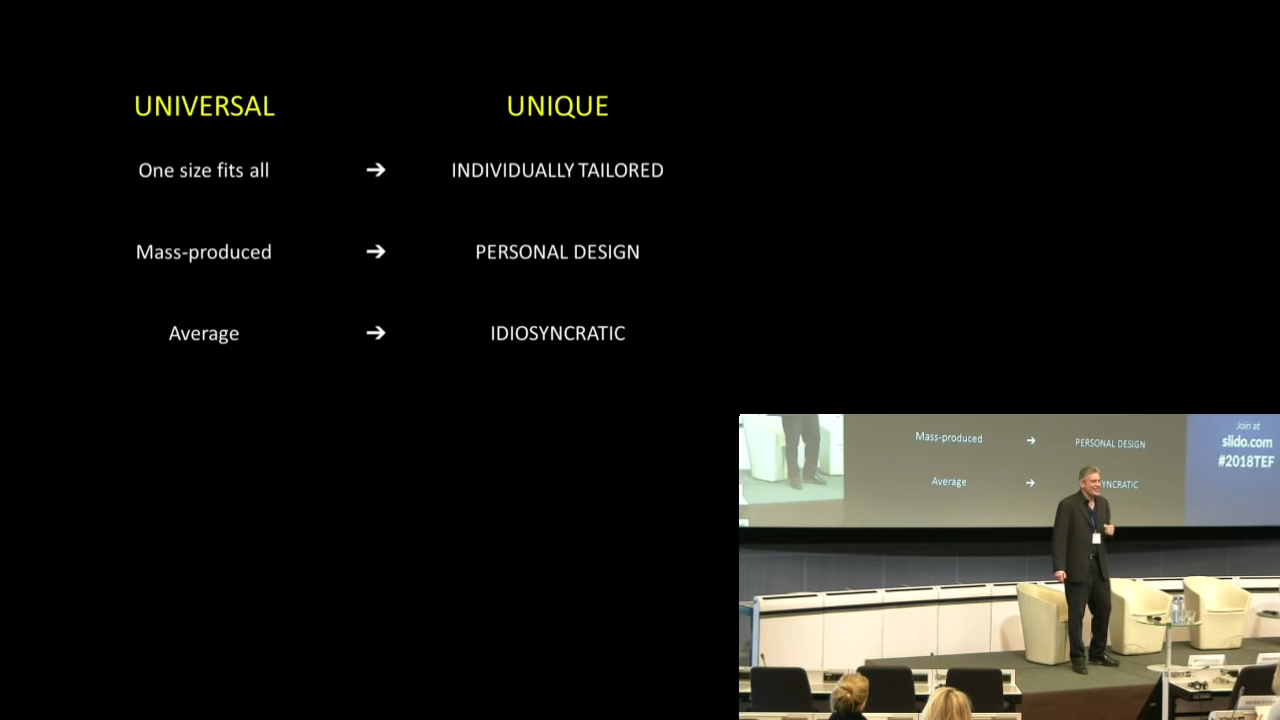 UNIVERSAL UNIQUE
One size fits all ➔ INDIVIDUALLY TAILORED
Mass-produced ➔ PERSONAL DESIGN
Average ➔ IDIOSYNCRATIC
Mass-produced ➔ PERSONAL DESIGN
Average ➔ YNCRATIC
Join at
slido.com
#2018TEF